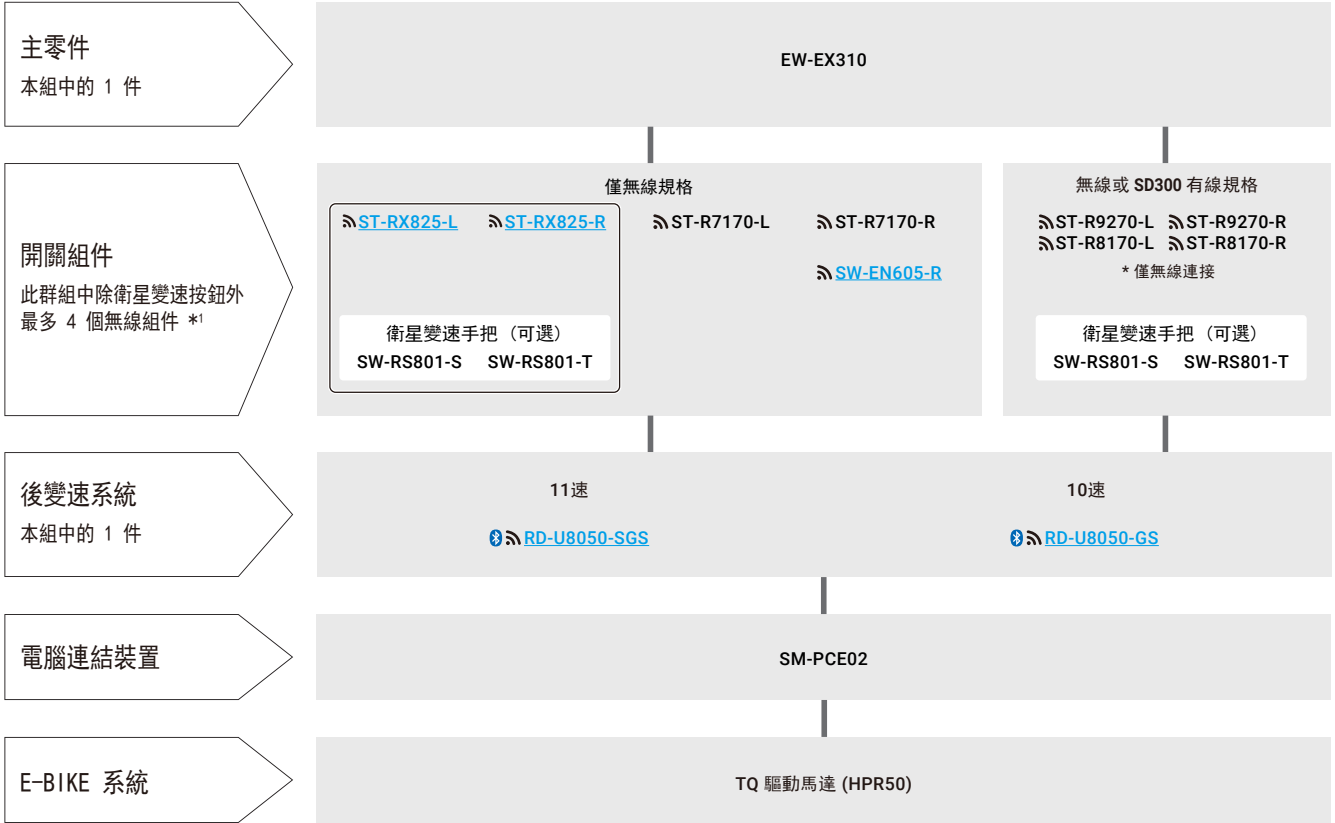 主零件
本組中的 1 件
EW-EX310
開關組件
此群組中除衛星變速按鈕外
最多 4 個無線組件 *1
僅無線規格
ST-RX825-L ST-RX825-R ST-R7170-L ST-R7170-R
SW-EN605-R
衛星變速手把（可選）
SW-RS801-S SW-RS801-T
無線或 SD300 有線規格
ST-R9270-L ST-R9270-R
ST-R8170-L ST-R8170-R
* 僅無線連接
衛星變速手把（可選）
SW-RS801-S SW-RS801-T
後變速系統
本組中的 1 件
11速
RD-U8050-SGS
10速
RD-U8050-GS
電腦連結裝置
SM-PCE02
E-BIKE 系統
TQ 驅動馬達 (HPR50)